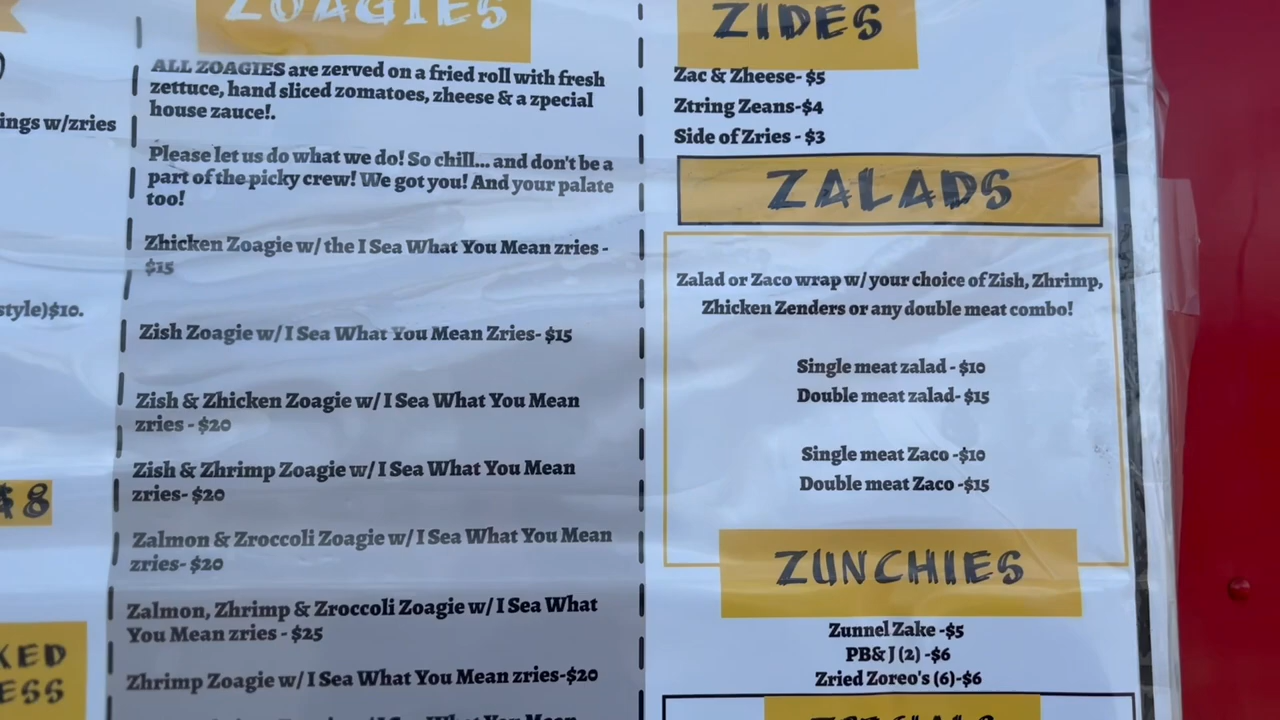 ings w/zries
style)$10.
$8
KED
ESS
ZOAGIES
ALL ZOAGIES are zerved on a fried roll with fresh
zettuce, hand sliced zomatoes, zheese & a zpecial
house zauce!.
Please let us do what we do! So chill... and don't be a
part of the picky crew! We got you! And your palate
too!
Zhicken Zoagie w/ the I Sea What You Mean zries -
$15
Zish Zoagie w/ I Sea What You Mean Zries- $15
Zish & Zhicken Zoagie w/ I Sea What You Mean
zries - $20
Zish & Zhrimp Zoagie w/ I Sea What You Mean
zries- $20
Zalmon & Zroccoli Zoagie w/ I Sea What You Mean
zries- $20
Zalmon, Zhrimp & Zroccoli Zoagie w/ I Sea What
You Mean zries - $25
Zhrimp Zoagie w/ I Sea What You Mean zries-$20
ZIDES
Zac & Zheese- $5
Ztring Zeans-$4
Side of Zries - $3
ZALADS
Zalad or Zaco wrap w/ your choice of Zish, Zhrimp,
Zhicken Zenders or any double meat combo!
Single meat zalad - $10
Double meat zalad- $15
Single meat Zaco -$10
Double meat Zaco -$15
ZUNCHIES
Zunnel Zake -$5
PB& J (2) -$6
Zried Zoreo's (6)-$6